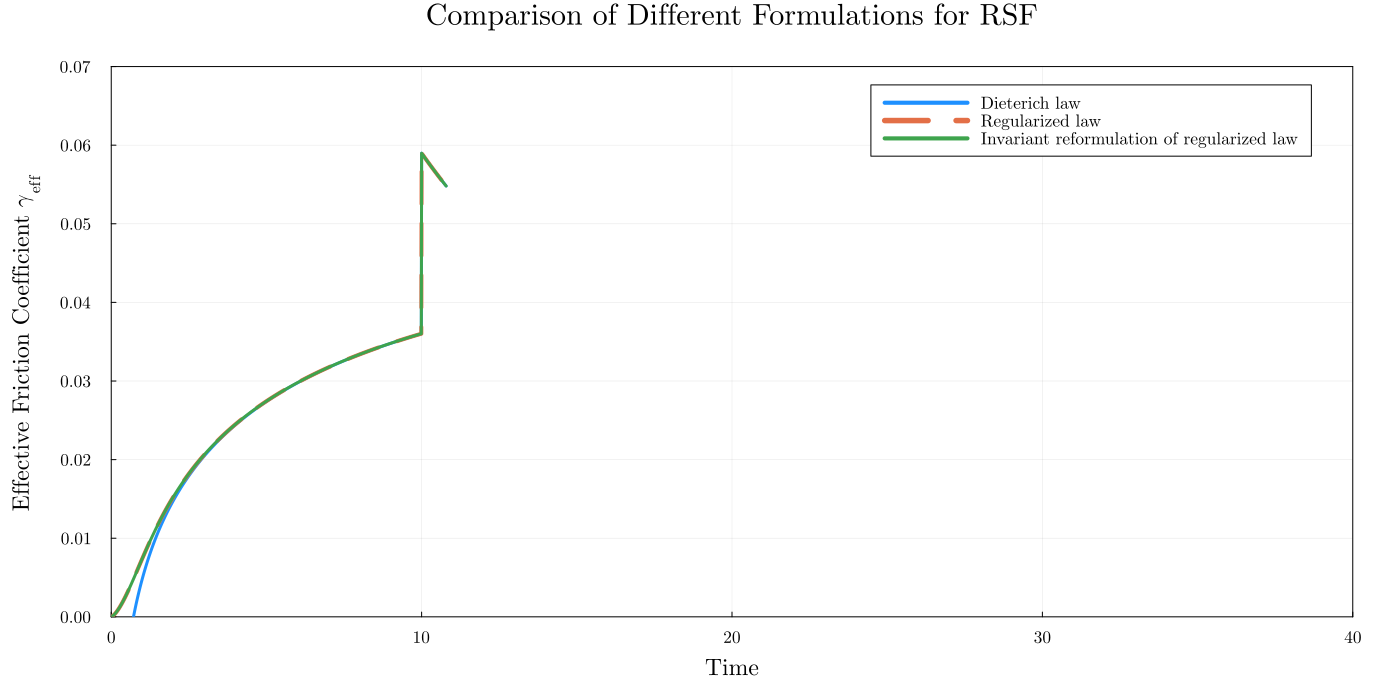 Comparison of Different Formulations for RSF
Effective Friction Coefficient γeff
0.07
0.06
0.05
0.04
0.03
0.02
0.01
0.00
Dieterich law
Regularized law
Invariant reformulation of regularized law
0 10 20 30 40
Time